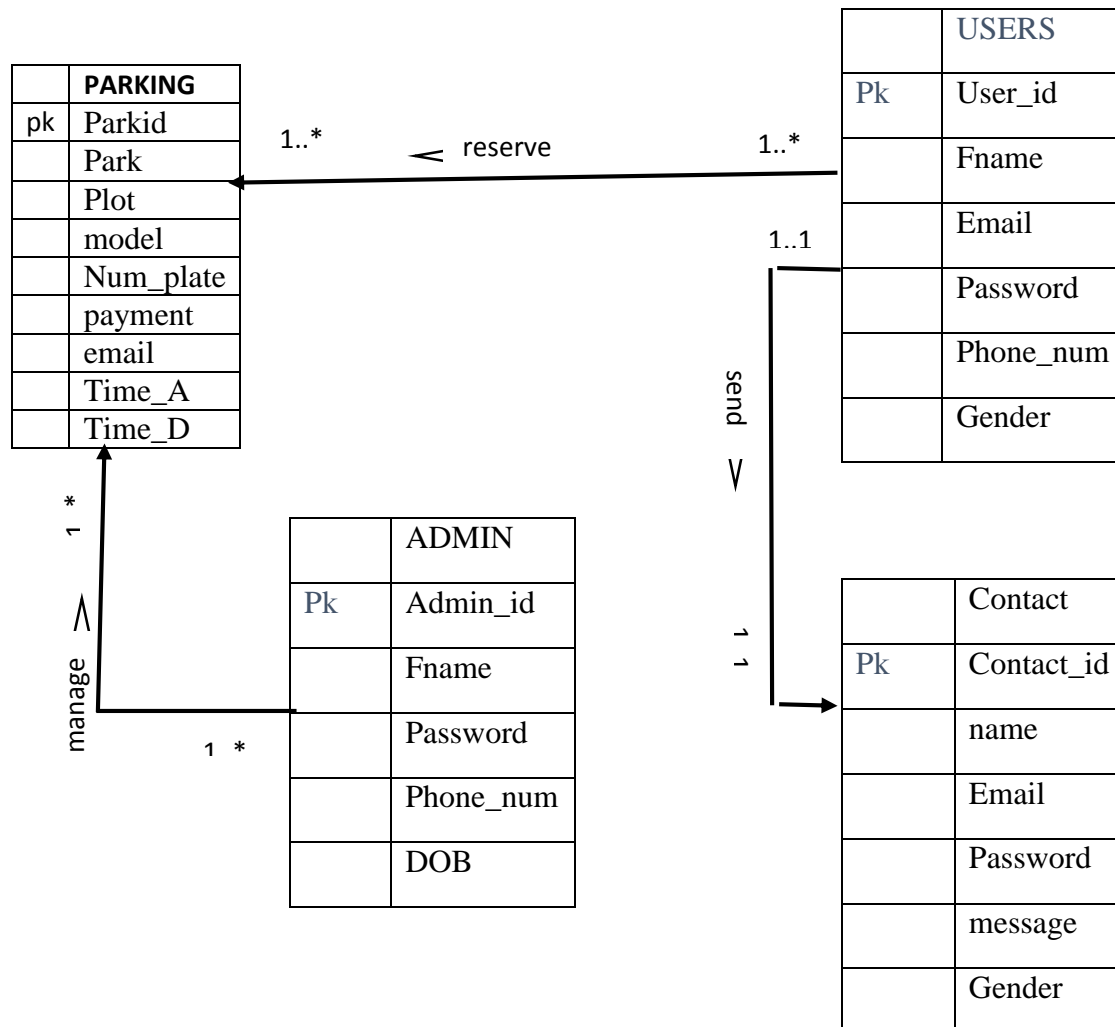 PARKING
pk Parkid
Park
Plot
model
Num_plate
payment
email
Time_A
Time_D
1..*
< reserve
1..*
USERS
Pk User_id
Fname
Email
Password
Phone_num
Gender
1..1
send >
1 1
manage >
1 *
1 *
ADMIN
Pk Admin_id
Fname
Password
Phone_num
DOB
Contact
Pk Contact_id
name
Email
Password
message
Gender